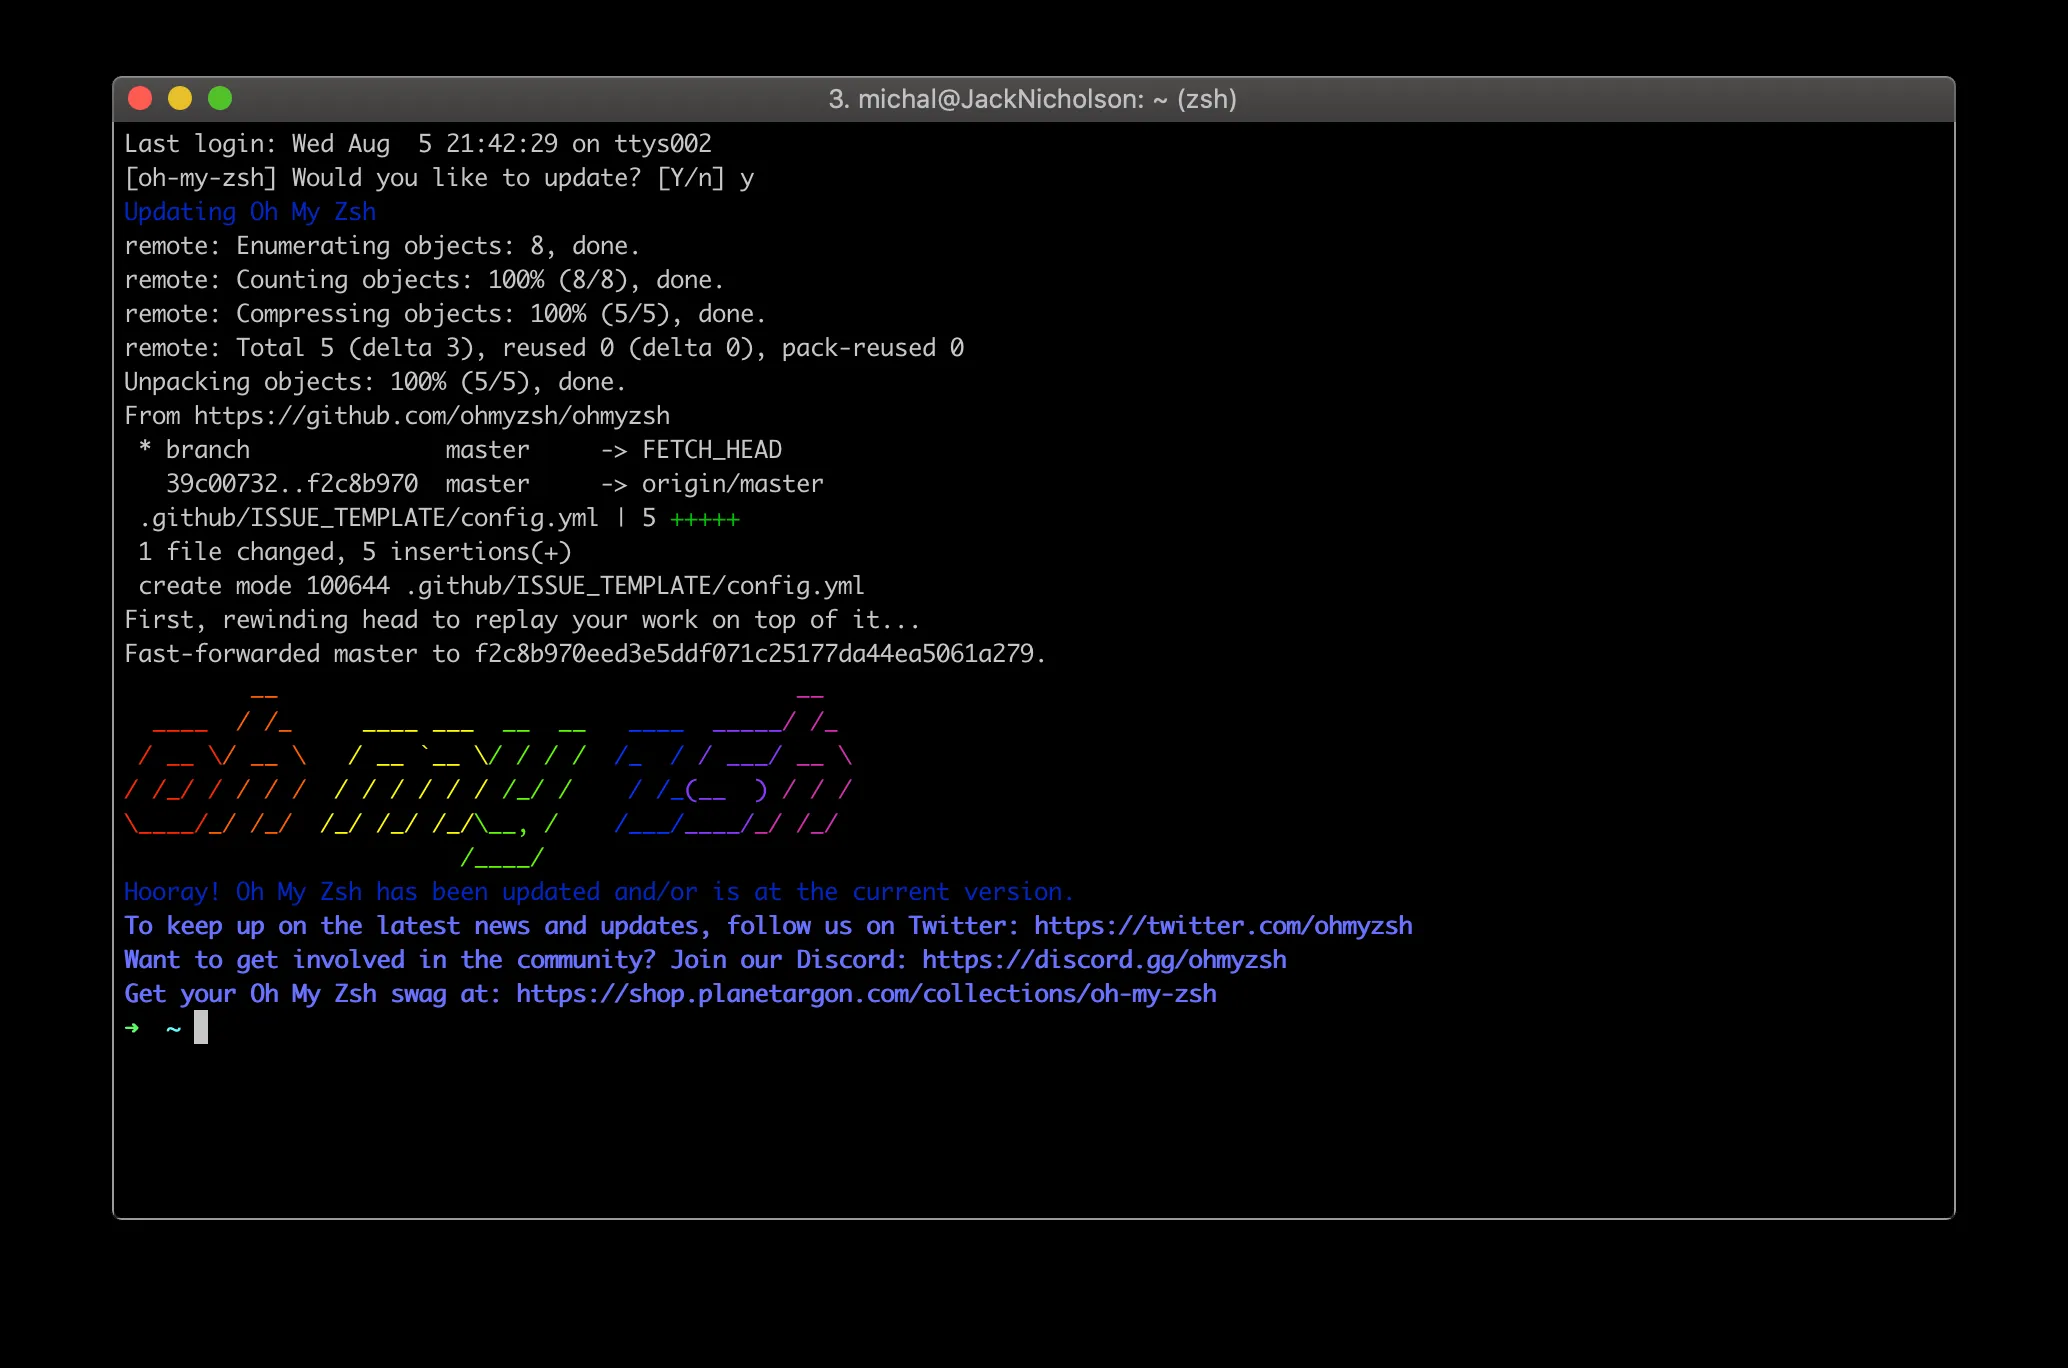 3. michal@JackNicholson: ~ (zsh)
Last login: Wed Aug  5 21:42:29 on ttys002
[oh-my-zsh] Would you like to update? [Y/n] y
Updating Oh My Zsh
remote: Enumerating objects: 8, done.
remote: Counting objects: 100% (8/8), done.
remote: Compressing objects: 100% (5/5), done.
remote: Total 5 (delta 3), reused 0 (delta 0), pack-reused 0
Unpacking objects: 100% (5/5), done.
From https://github.com/ohmyzsh/ohmyzsh
 * branch              master     -> FETCH_HEAD
   39c00732..f2c8b970  master     -> origin/master
 .github/ISSUE_TEMPLATE/config.yml | 5 +++++
 1 file changed, 5 insertions(+)
 create mode 100644 .github/ISSUE_TEMPLATE/config.yml
First, rewinding head to replay your work on top of it...
Fast-forwarded master to f2c8b970eed3e5ddf071c25177da44ea5061a279.
oh my zsh
Hooray! Oh My Zsh has been updated and/or is at the current version.
To keep up on the latest news and updates, follow us on Twitter: https://twitter.com/ohmyzsh
Want to get involved in the community? Join our Discord: https://discord.gg/ohmyzsh
Get your Oh My Zsh swag at: https://shop.planetargon.com/collections/oh-my-zsh
➜  ~